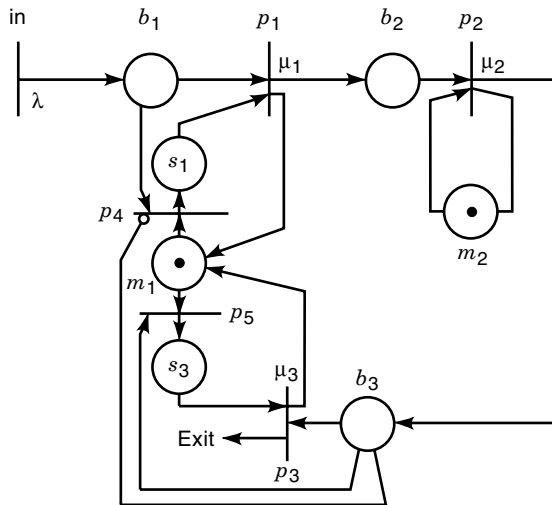 in b₁ p₁ b₂ p₂
λ μ₁ μ₂
s₁
p₄
m₁ m₂
p₅
s₃
μ₃ b₃
Exit
p₃